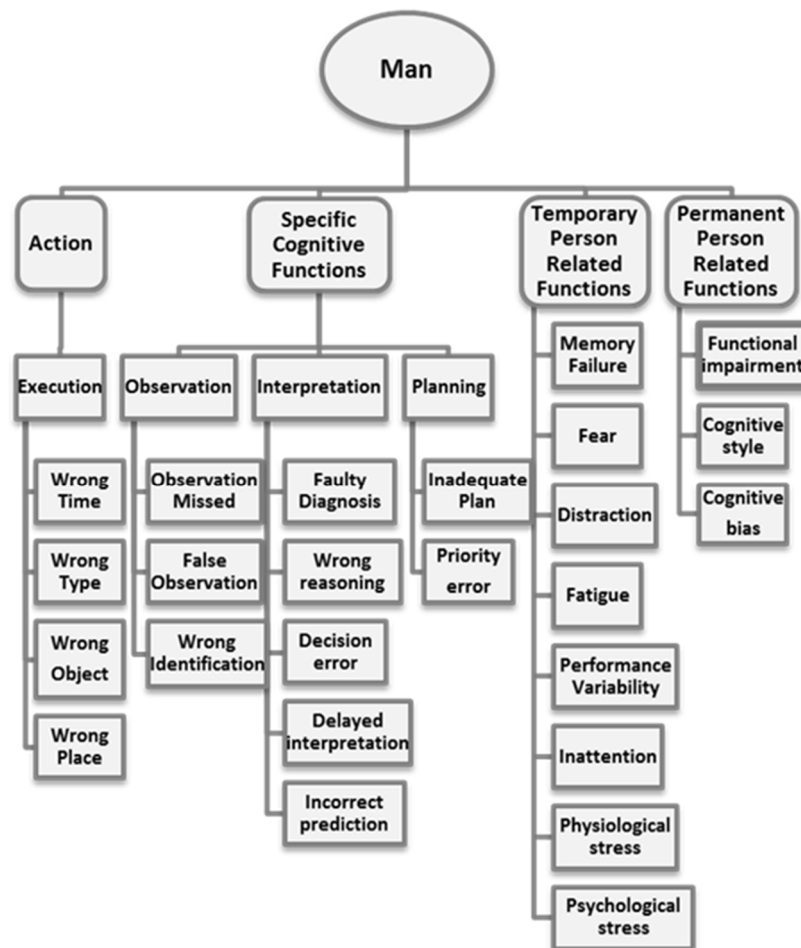 Man
Action
Specific
Cognitive
Functions
Temporary
Person
Related
Functions
Permanent
Person
Related
Functions
Execution
Wrong
Time
Wrong
Type
Wrong
Object
Wrong
Place
Observation
Observation
Missed
False
Observation
Wrong
Identification
Interpretation
Faulty
Diagnosis
Wrong
reasoning
Decision
error
Delayed
interpretation
Incorrect
prediction
Planning
Inadequate
Plan
Priority
error
Memory
Failure
Fear
Distraction
Fatigue
Performance
Variability
Inattention
Physiological
stress
Psychological
stress
Functional
impairment
Cognitive
style
Cognitive
bias